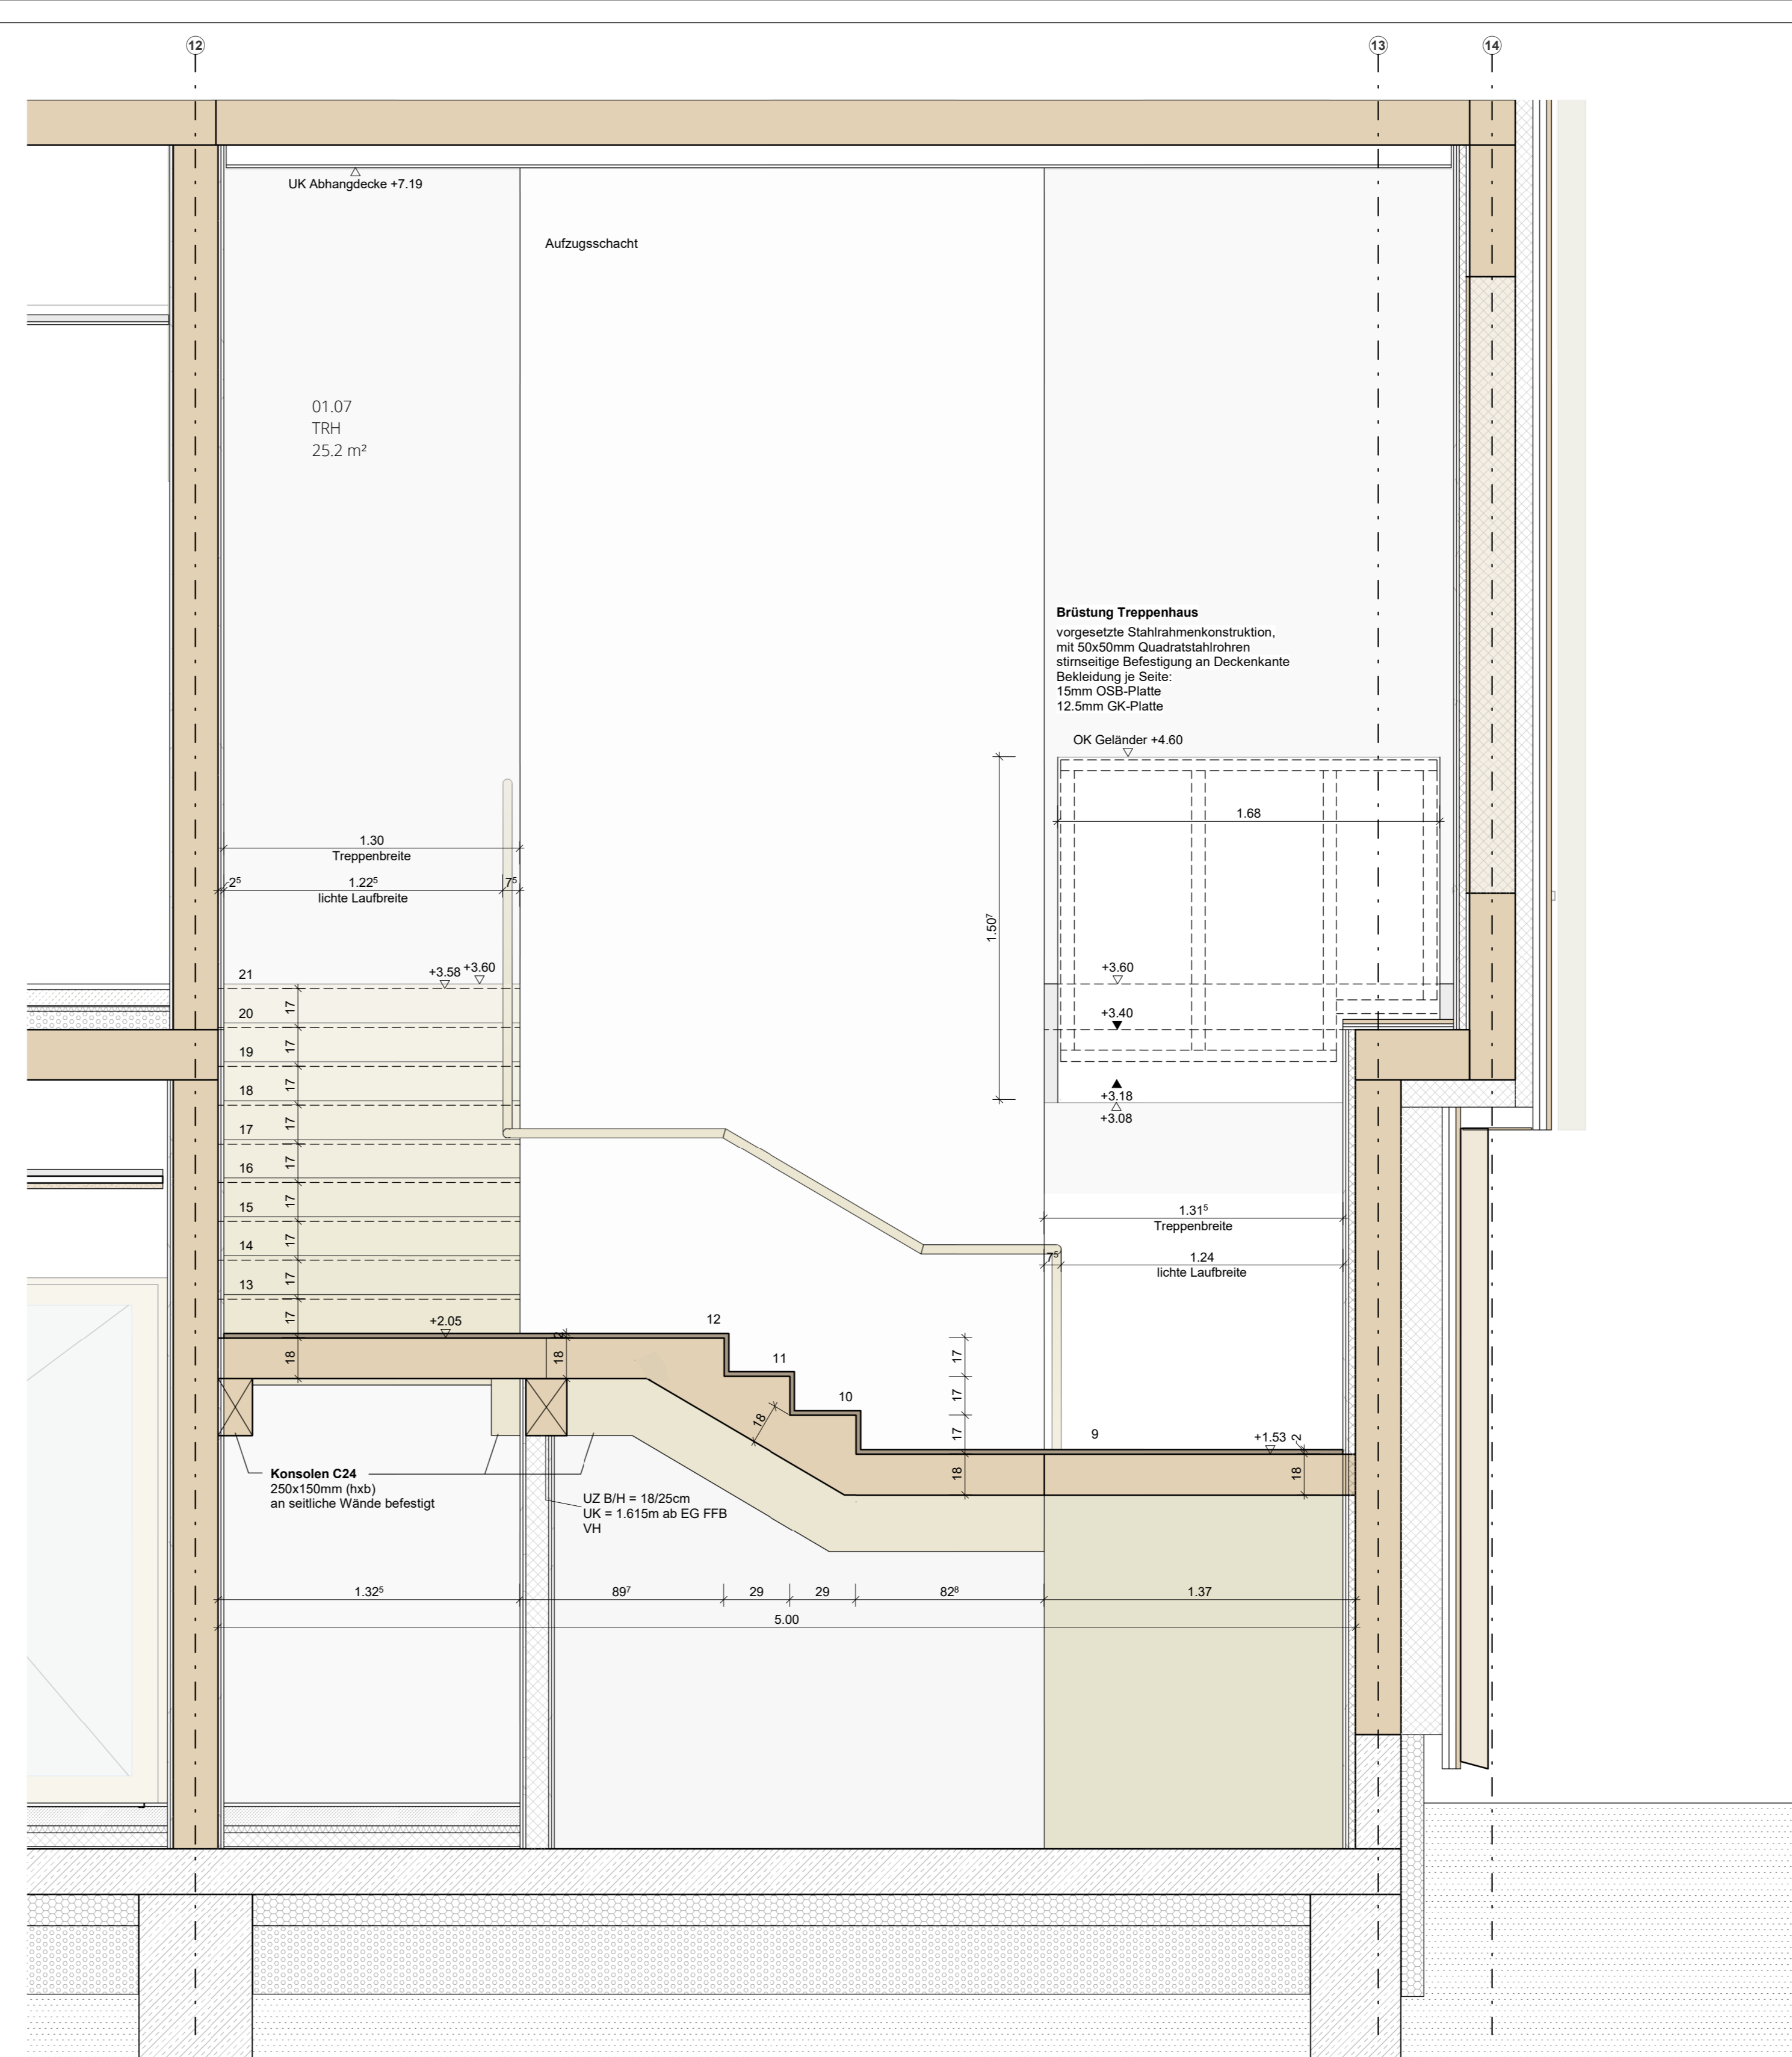 12
13
14
UK Abhangdecke +7.19
Aufzugsschacht
01.07
TRH
25.2 m²
Brüstung Treppenhaus
vorgesetzte Stahlrahmenkonstruktion,
mit 50x50mm Quadratstahlrohren
stirnseitige Befestigung an Deckenkante
Bekleidung je Seite:
15mm OSB-Platte
12.5mm GK-Platte
OK Geländer +4.60
1.68
1.30
Treppenbreite
2⁵
1.22⁵
7⁵
lichte Laufbreite
1.50⁷
21
+3.58
+3.60
+3.60
17
20
+3.40
17
19
17
18
+3.18
+3.08
17
17
17
16
17
15
17
14
17
13
17
1.31⁵
Treppenbreite
7⁵
1.24
lichte Laufbreite
+2.05
12
2
18
18
11
17
17
10
17
18
9
+1.53
2
18
18
Konsolen C24
250x150mm (hxb)
an seitliche Wände befestigt
UZ B/H = 18/25cm
UK = 1.615m ab EG FFB
VH
1.32⁵
89⁷
29
29
82⁸
1.37
5.00